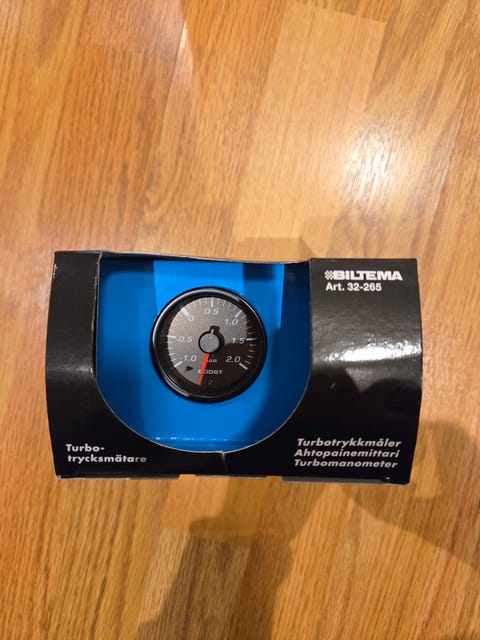 BILTEMA
Art. 32-265
0.5
0
1.0
-0.5
1.5
-1.0
2.0
BAR
BOOST
Turbo-
trycksmätare
Turbotrykkmåler
Ahtopainemittari
Turbomanometer